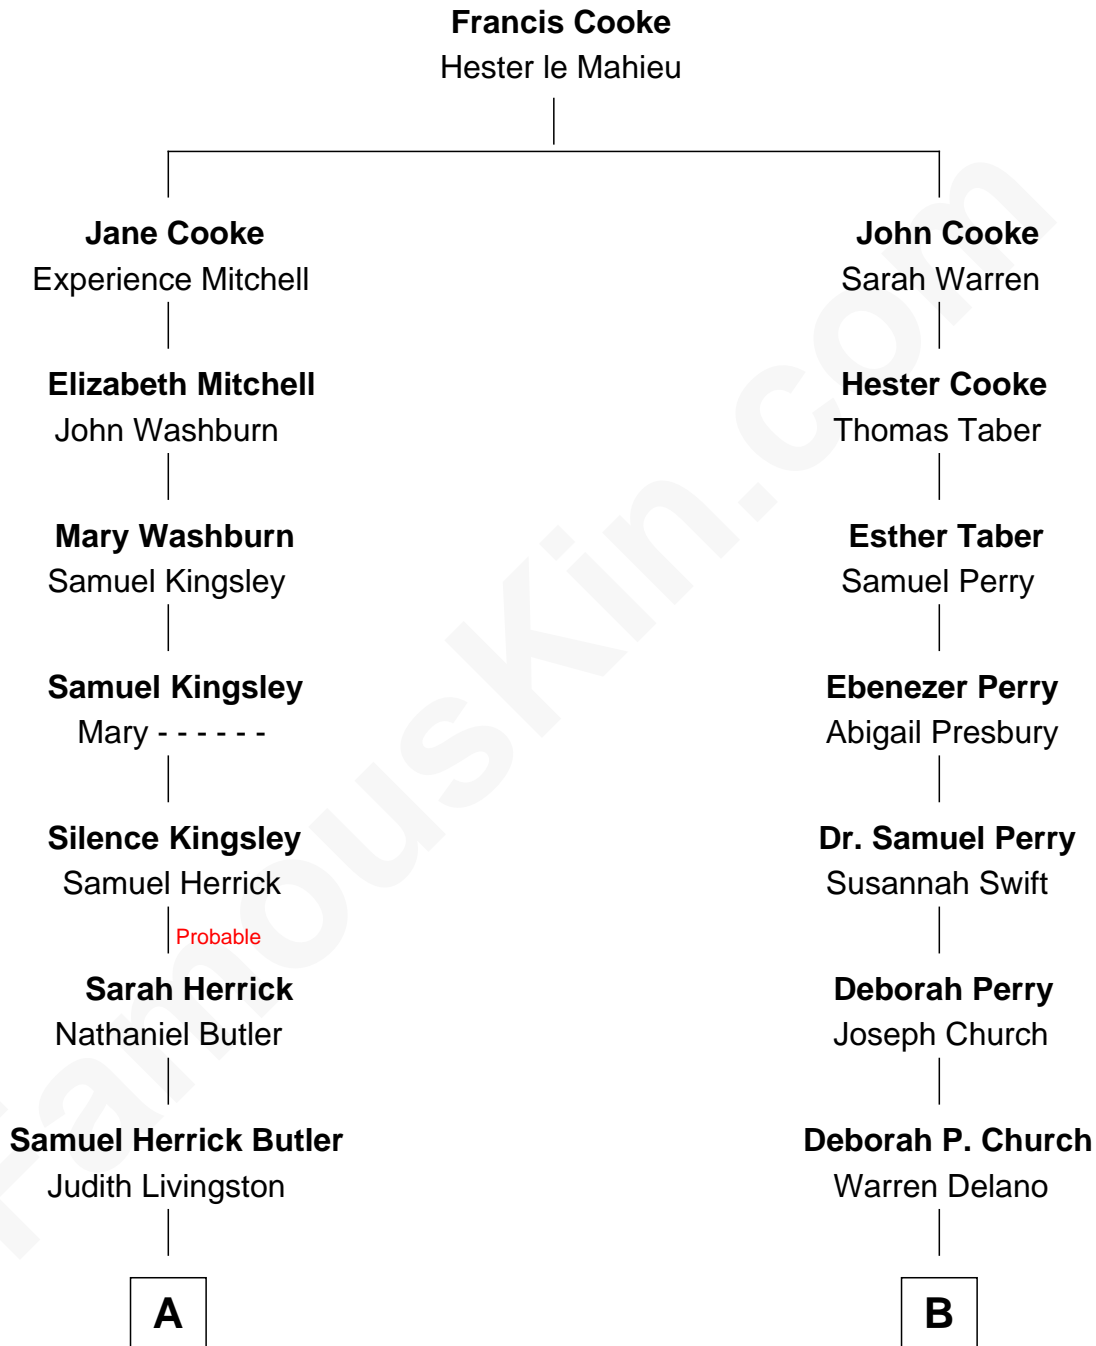 Francis Cooke
Hester le Mahieu
Jane Cooke
Experience Mitchell
John Cooke
Sarah Warren
Elizabeth Mitchell
John Washburn
Hester Cooke
Thomas Taber
Mary Washburn
Samuel Kingsley
Esther Taber
Samuel Perry
Samuel Kingsley
Mary - - - - - -
Ebenezer Perry
Abigail Presbury
Silence Kingsley
Samuel Herrick
Dr. Samuel Perry
Susannah Swift
Probable
Sarah Herrick
Nathaniel Butler
Deborah Perry
Joseph Church
Samuel Herrick Butler
Judith Livingston
Deborah P. Church
Warren Delano
A
B
FamousKin.com